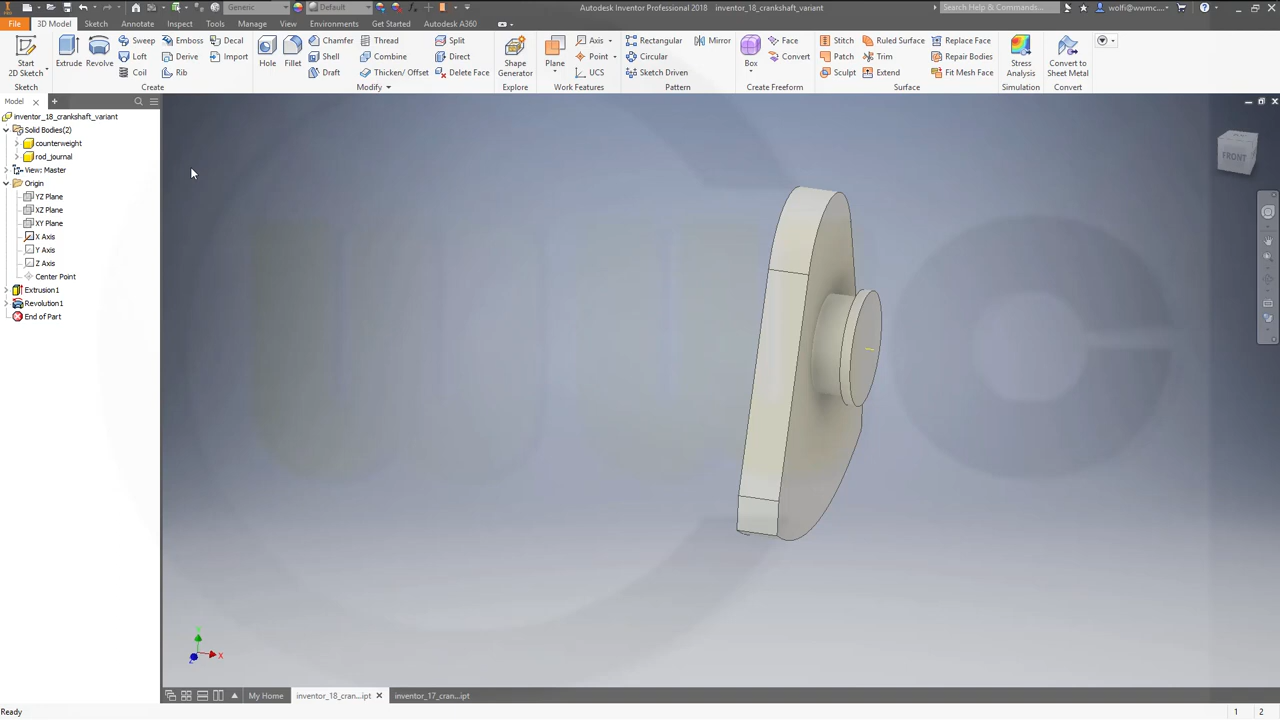 Generic
Default
Autodesk Inventor Professional 2018
inventor_18_crankshaft_variant
Search Help & Commands...
wolfi@wvmc...
File
3D Model
Sketch
Annotate
Inspect
Tools
Manage
View
Environments
Get Started
Autodesk A360
Start
2D Sketch
Extrude
Revolve
Sweep
Loft
Coil
Emboss
Derive
Rib
Decal
Import
Hole
Fillet
Chamfer
Shell
Draft
Thread
Combine
Thicken/ Offset
Split
Direct
Delete Face
Shape
Generator
Plane
Axis
Point
UCS
Rectangular
Circular
Sketch Driven
Mirror
Box
Face
Convert
Stitch
Patch
Sculpt
Ruled Surface
Trim
Extend
Replace Face
Repair Bodies
Fit Mesh Face
Stress
Analysis
Convert to
Sheet Metal
Sketch
Create
Modify
Explore
Work Features
Pattern
Create Freeform
Surface
Simulation
Convert
Model
inventor_18_crankshaft_variant
Solid Bodies(2)
counterweight
rod_journal
View: Master
Origin
YZ Plane
XZ Plane
XY Plane
X Axis
Y Axis
Z Axis
Center Point
Extrusion1
Revolution1
End of Part
FRONT
X
My Home
inventor_18_cran....ipt
inventor_17_cran....ipt
Ready
1
2